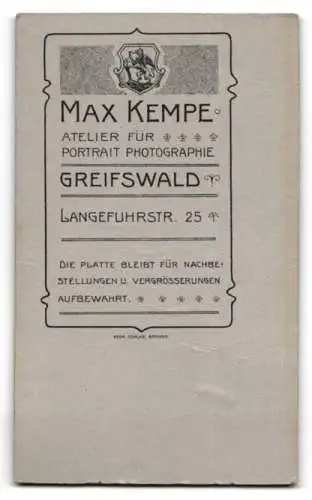 MAX KEMPE
ATELIER FÜR
PORTRAIT PHOTOGRAPHIE
GREIFSWALD
LANGEFUHRSTR. 25
DIE PLATTE BLEIBT FÜR NACHBE-
STELLUNGEN U. VERGRÖSSERUNGEN
AUFBEWAHRT.